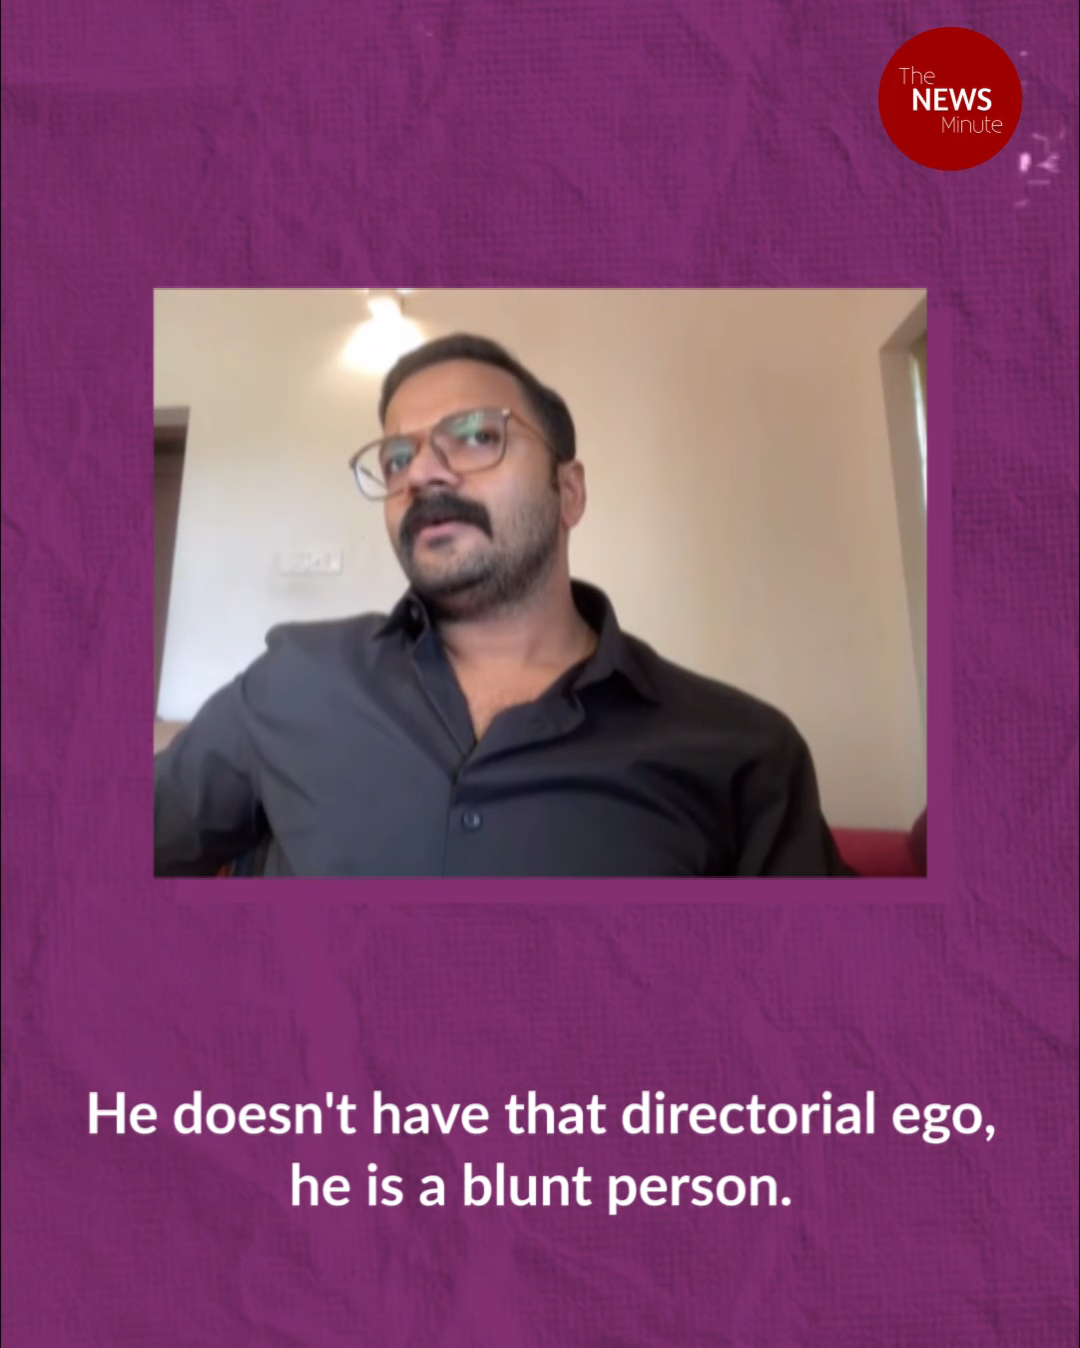 The
NEWS
Minute
He doesn't have that directorial ego,
he is a blunt person.